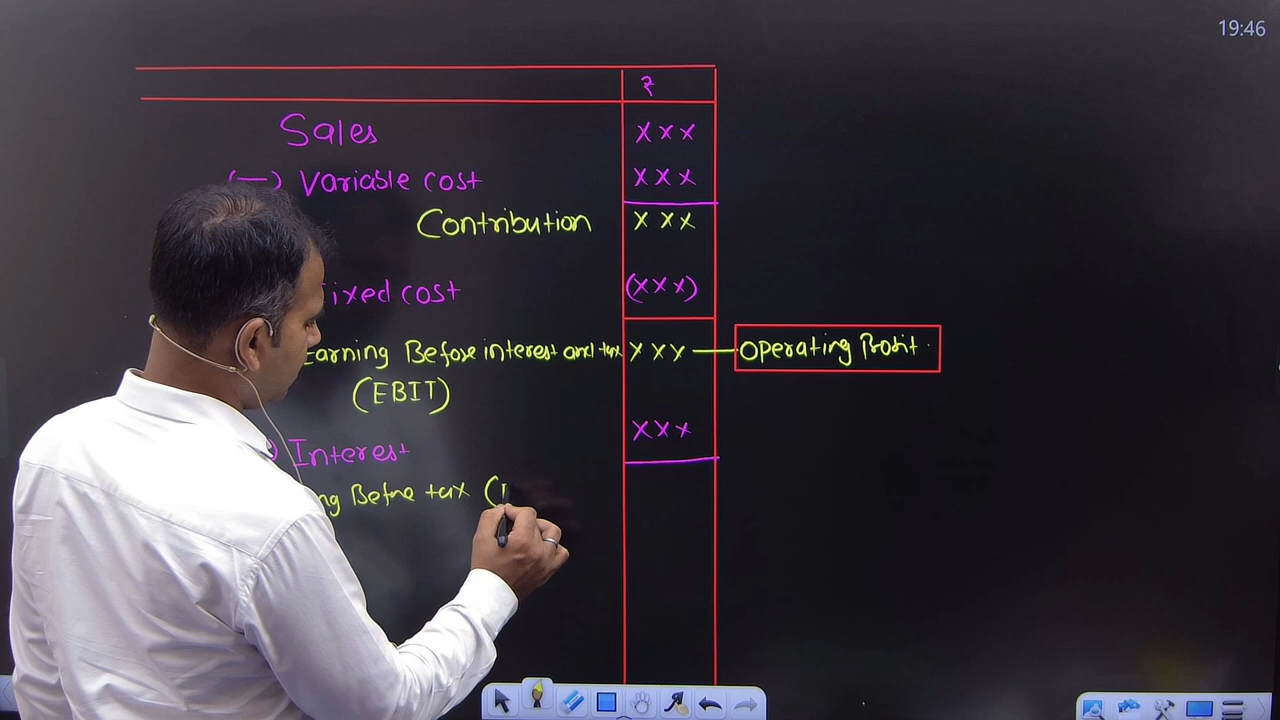 19:46
₹
Sales XXX
(—) Variable cost XXX
Contribution XXX
ixed cost (XXX)
Earning Before interest and tax XXX — Operating Profit
(EBIT)
) Interest XXX
ng Before tax (